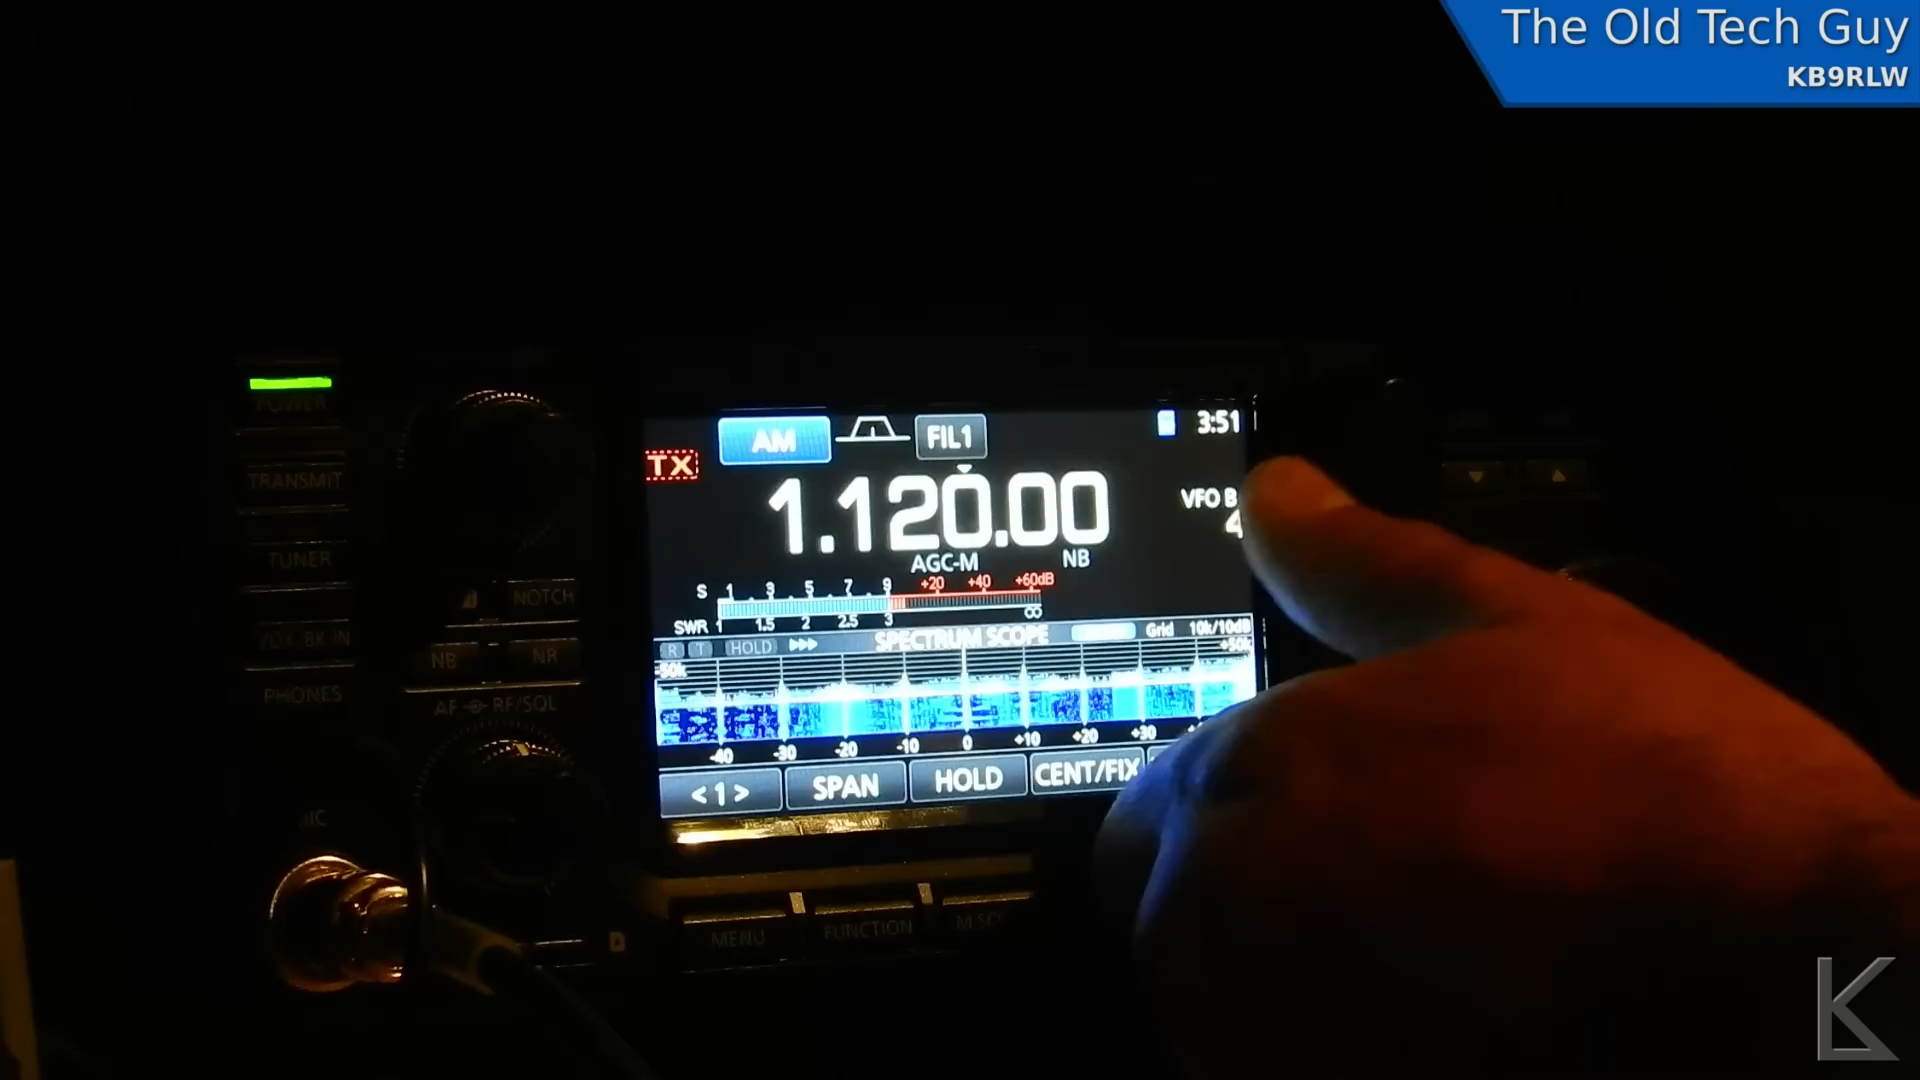 The Old Tech Guy
KB9RLW
POWER
TRANSMIT
TUNER
VOX/BK-IN
PHONES
NOTCH
NB
NR
AF RF/SQL
AM
FIL1
3:51
TX
1.120.00
VFO B
4
AGC-M
NB
S 1 3 5 7 9 +20 +40 +60dB
SWR 1 1.5 2 2.5 3 ∞
SPECTRUM SCOPE
Grid 10k/10dB
R T HOLD
-50k
+50k
-40 -30 -20 -10 0 +10 +20 +30
<1>
SPAN
HOLD
CENT/FIX
MENU
FUNCTION